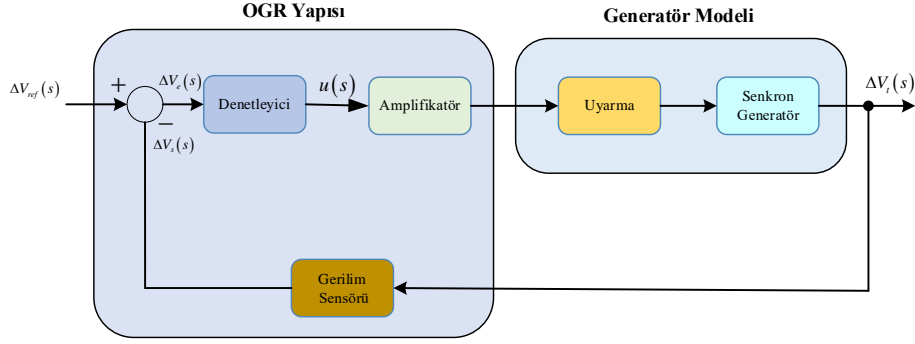 OGR Yapısı
Generatör Modeli
ΔV_ref(s)
+
ΔV_e(s)
u(s)
ΔV_t(s)
Denetleyici
Amplifikatör
Uyarma
Senkron
Generatör
−
ΔV_s(s)
Gerilim
Sensörü